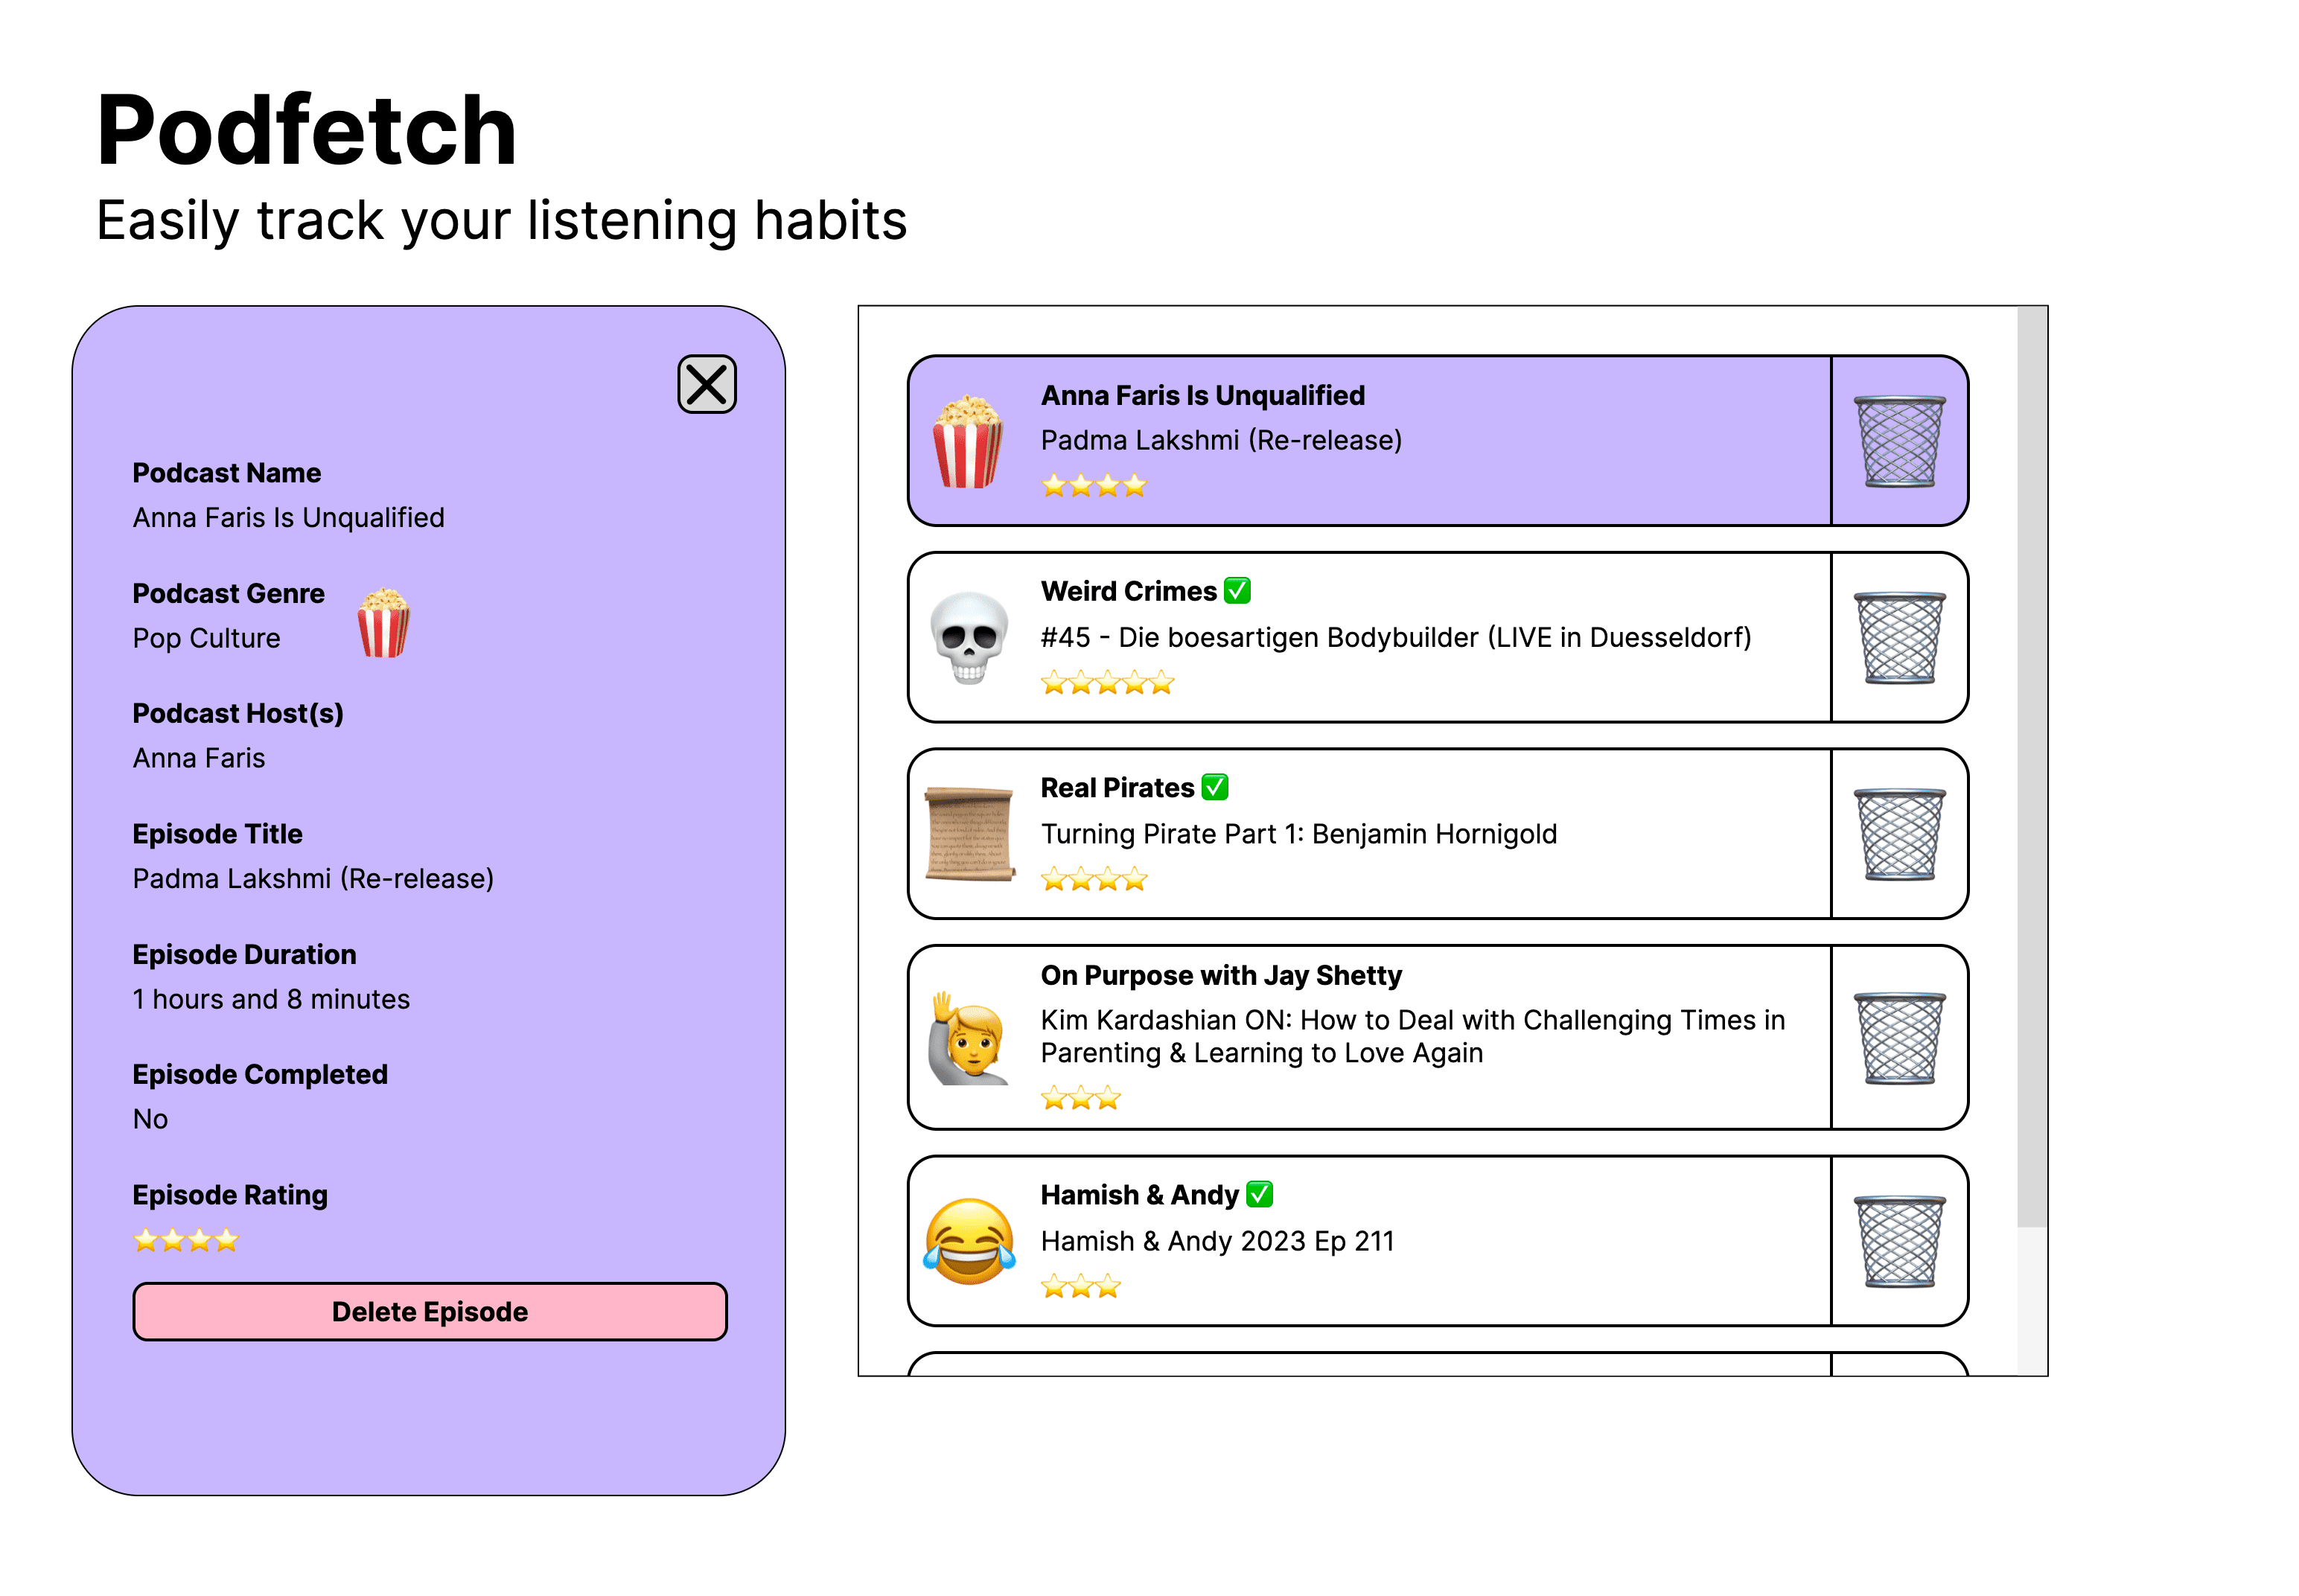 Podfetch
Easily track your listening habits
Podcast Name
Anna Faris Is Unqualified
Podcast Genre
Pop Culture
Podcast Host(s)
Anna Faris
Episode Title
Padma Lakshmi (Re-release)
Episode Duration
1 hours and 8 minutes
Episode Completed
No
Episode Rating
Delete Episode
Anna Faris Is Unqualified
Padma Lakshmi (Re-release)
Weird Crimes
#45 - Die boesartigen Bodybuilder (LIVE in Duesseldorf)
Real Pirates
Turning Pirate Part 1: Benjamin Hornigold
On Purpose with Jay Shetty
Kim Kardashian ON: How to Deal with Challenging Times in
Parenting & Learning to Love Again
Hamish & Andy
Hamish & Andy 2023 Ep 211